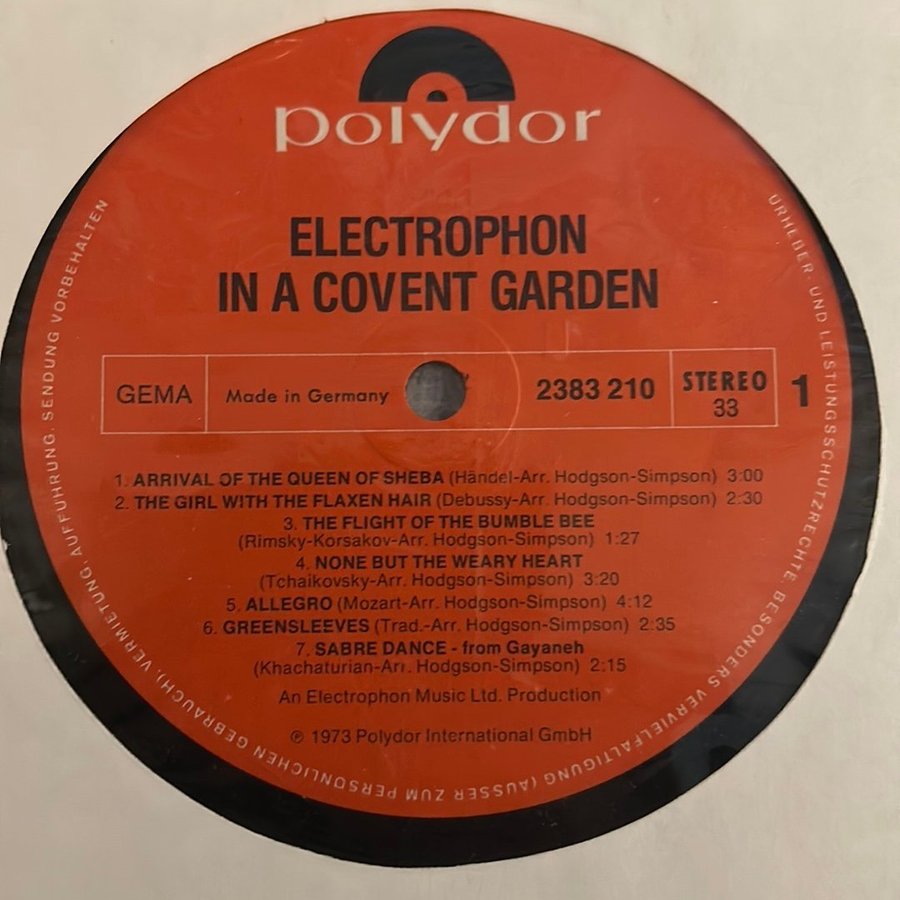 polydor
ELECTROPHON
IN A COVENT GARDEN
GEMA
Made in Germany
2383 210
STEREO
33
1
1. ARRIVAL OF THE QUEEN OF SHEBA (Händel-Arr. Hodgson-Simpson) 3:00
2. THE GIRL WITH THE FLAXEN HAIR (Debussy-Arr. Hodgson-Simpson) 2:30
3. THE FLIGHT OF THE BUMBLE BEE
(Rimsky-Korsakov-Arr. Hodgson-Simpson) 1:27
4. NONE BUT THE WEARY HEART
(Tchaikovsky-Arr. Hodgson-Simpson) 3:20
5. ALLEGRO (Mozart-Arr. Hodgson-Simpson) 4:12
6. GREENSLEEVES (Trad.-Arr. Hodgson-Simpson) 2:35
7. SABRE DANCE - from Gayaneh
(Khachaturian-Arr. Hodgson-Simpson) 2:15
An Electrophon Music Ltd. Production
℗ 1973 Polydor International GmbH
URHEBER- UND LEISTUNGSSCHUTZRECHTE, BESONDERS VERVIELFÄLTIGUNG (AUSSER ZUM PERSÖNLICHEN GEBRAUCH), VERMIETUNG, AUFFÜHRUNG, SENDUNG VORBEHALTEN